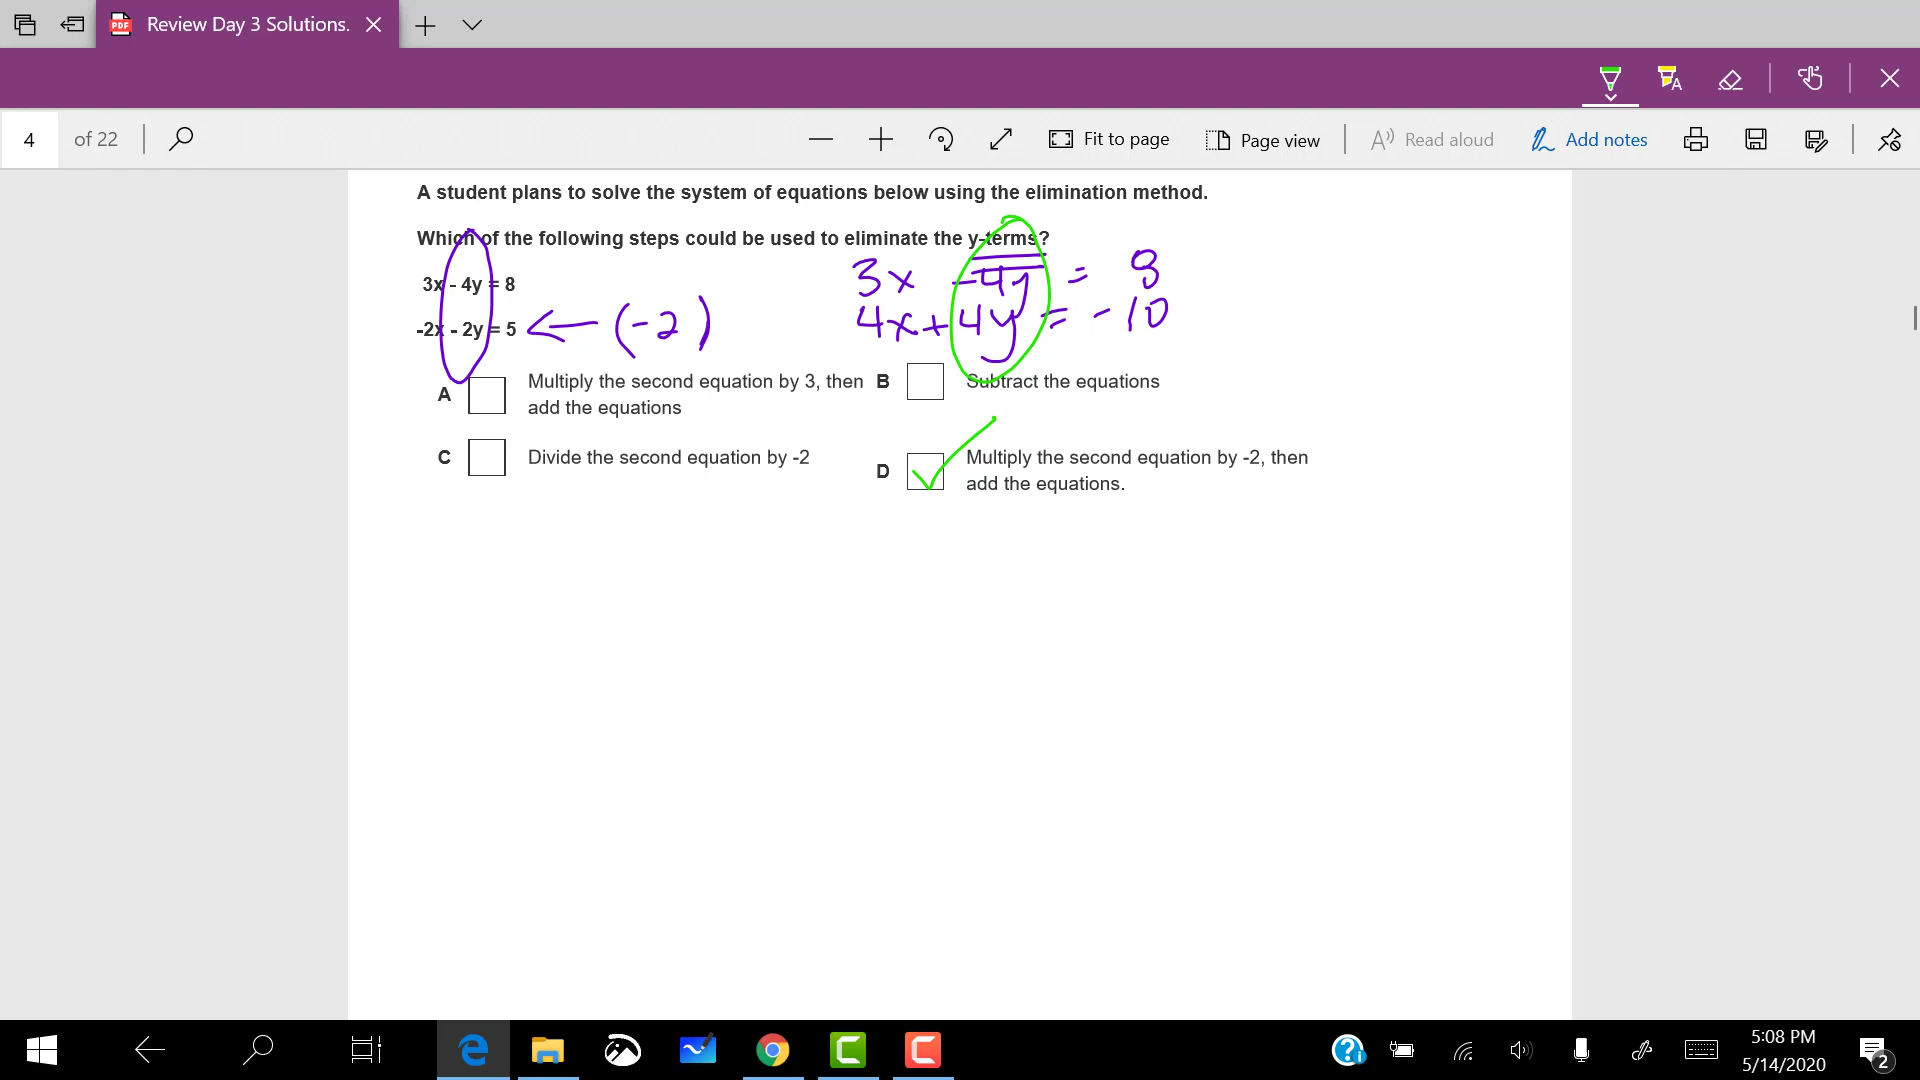 Review Day 3 Solutions.
4 of 22
Fit to page
Page view
Read aloud
Add notes
A student plans to solve the system of equations below using the elimination method.
Which of the following steps could be used to eliminate the y-terms?
3x - 4y = 8
-2x - 2y = 5
(-2)
3x -4y = 8
4x + 4y = -10
A Multiply the second equation by 3, then
add the equations
B Subtract the equations
C Divide the second equation by -2
D Multiply the second equation by -2, then
add the equations.
5:08 PM
5/14/2020
2